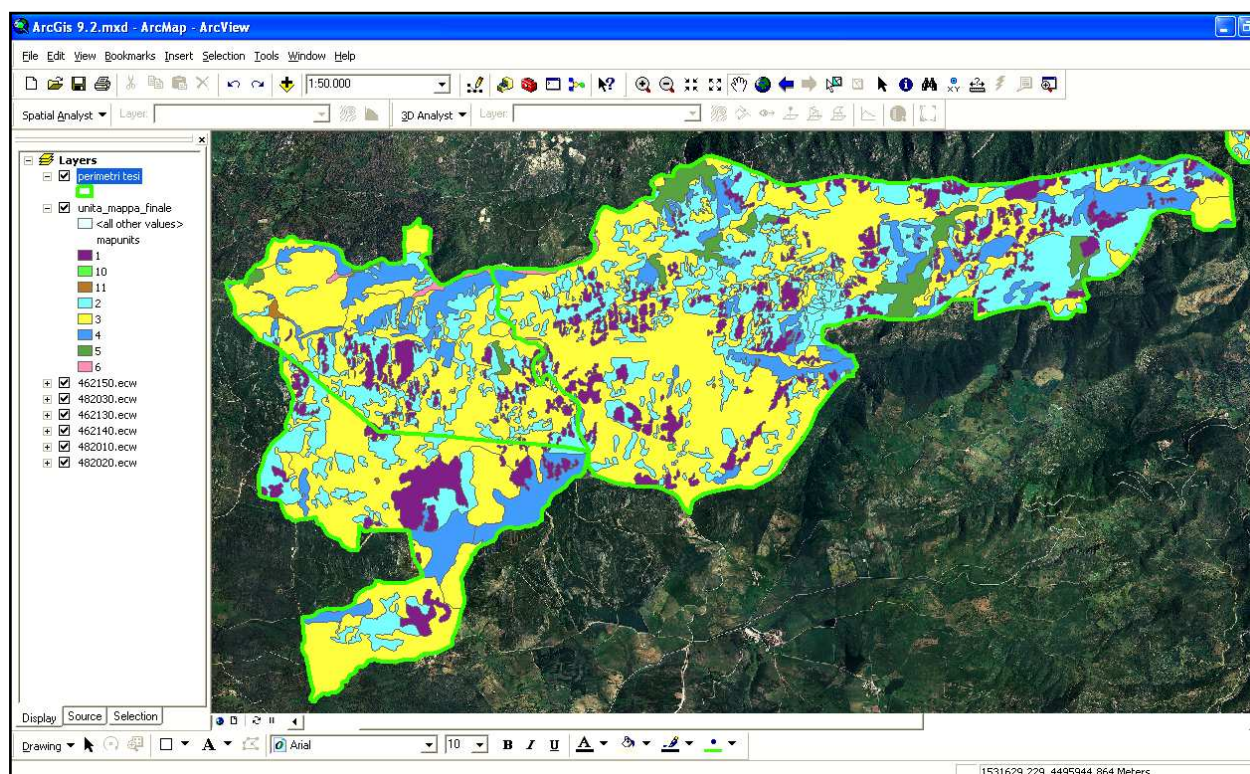 ArcGis 9.2.mxd - ArcMap - ArcView
File Edit View Bookmarks Insert Selection Tools Window Help
1:50.000
Spatial Analyst Layer: 3D Analyst Layer:
Layers
perimetri tesi
unita_mappa_finale
<all other values>
mapunits
1
10
11
2
3
4
5
6
462150.ecw
482030.ecw
462130.ecw
462140.ecw
482010.ecw
482020.ecw
Display Source Selection
Drawing A Arial 10 B I U A
1531629,229 4495944,864 Meters